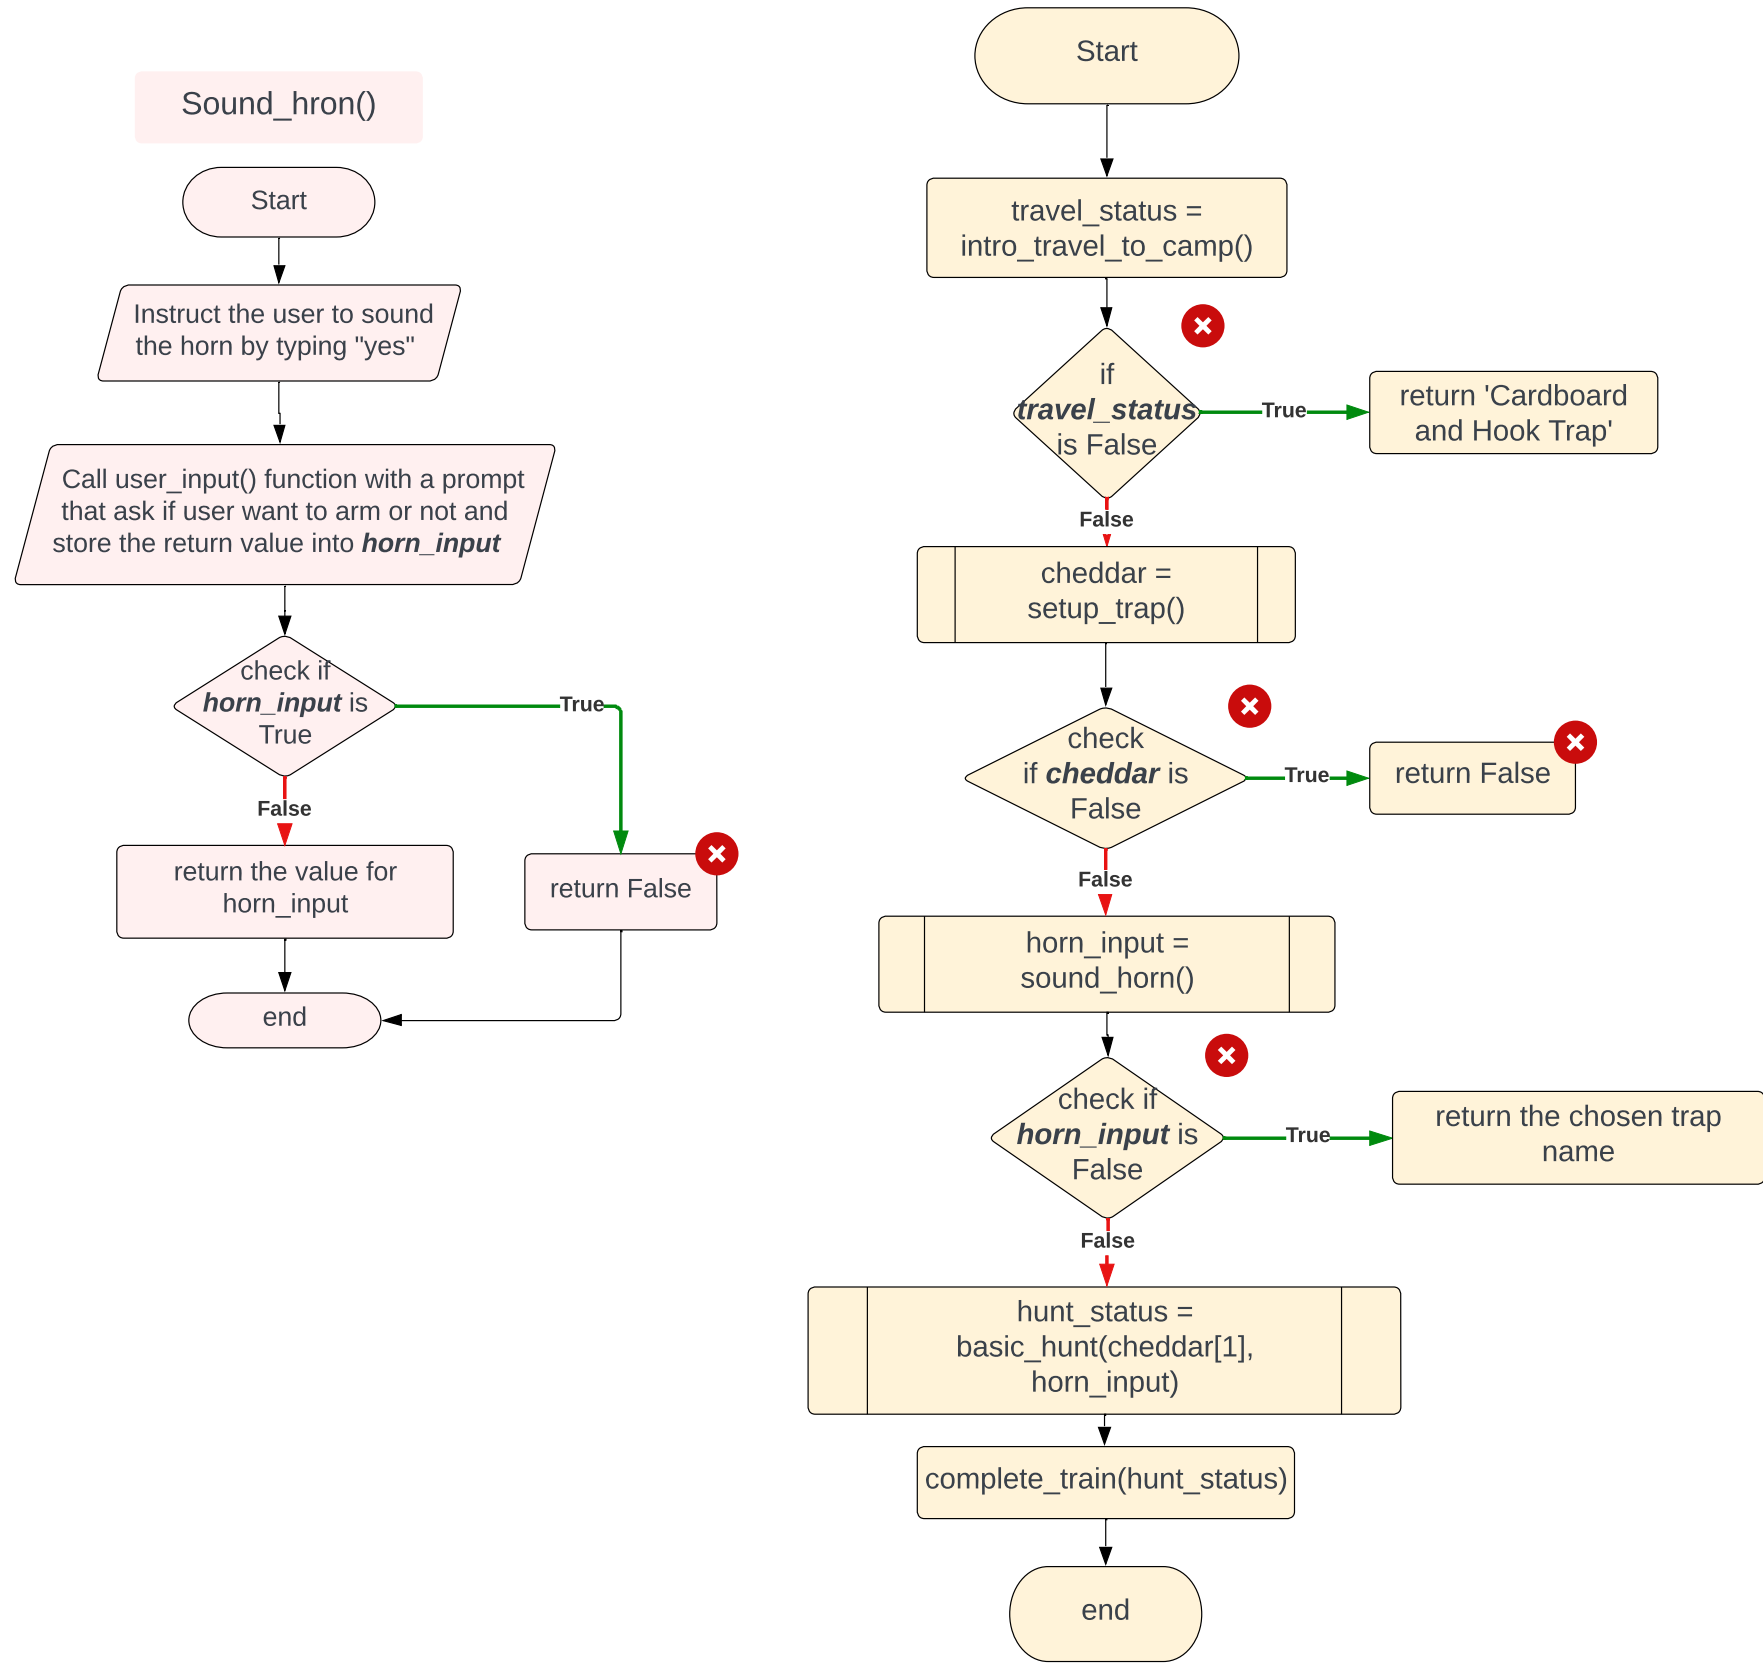 Sound_hron()
Start
Instruct the user to sound
the horn by typing "yes"
Call user_input() function with a prompt
that ask if user want to arm or not and
store the return value into horn_input
check if
horn_input is
True
True
False
return the value for
horn_input
return False
end
Start
travel_status =
intro_travel_to_camp()
if
travel_status
is False
True
return 'Cardboard
and Hook Trap'
False
cheddar =
setup_trap()
check
if cheddar is
False
True
return False
False
horn_input =
sound_horn()
check if
horn_input is
False
True
return the chosen trap
name
False
hunt_status =
basic_hunt(cheddar[1],
horn_input)
complete_train(hunt_status)
end